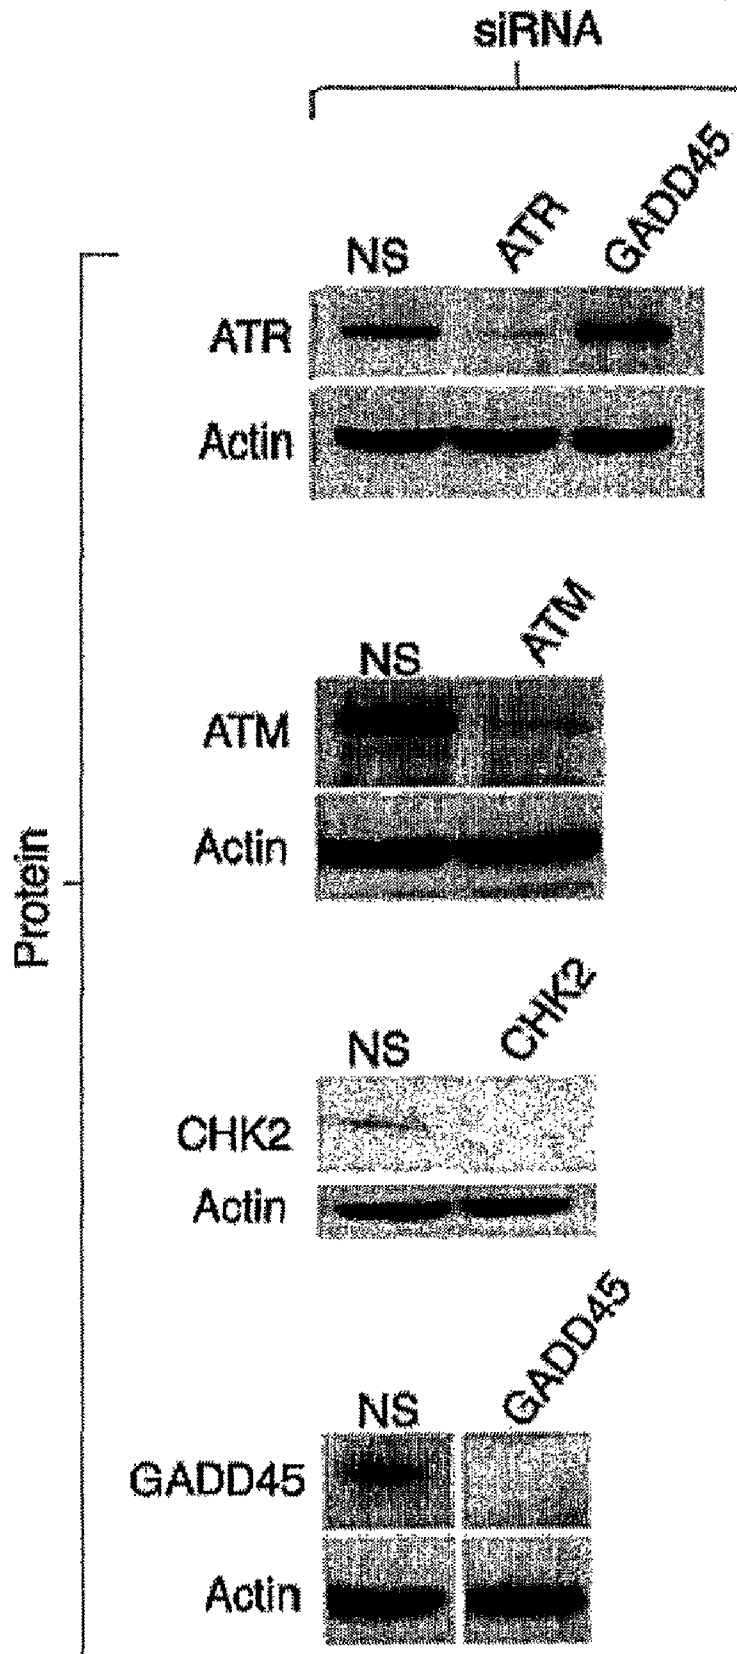 siRNA
NS ATR GADD45
ATR
Actin
NS ATM
ATM
Actin
Protein
NS CHK2
CHK2
Actin
NS GADD45
GADD45
Actin